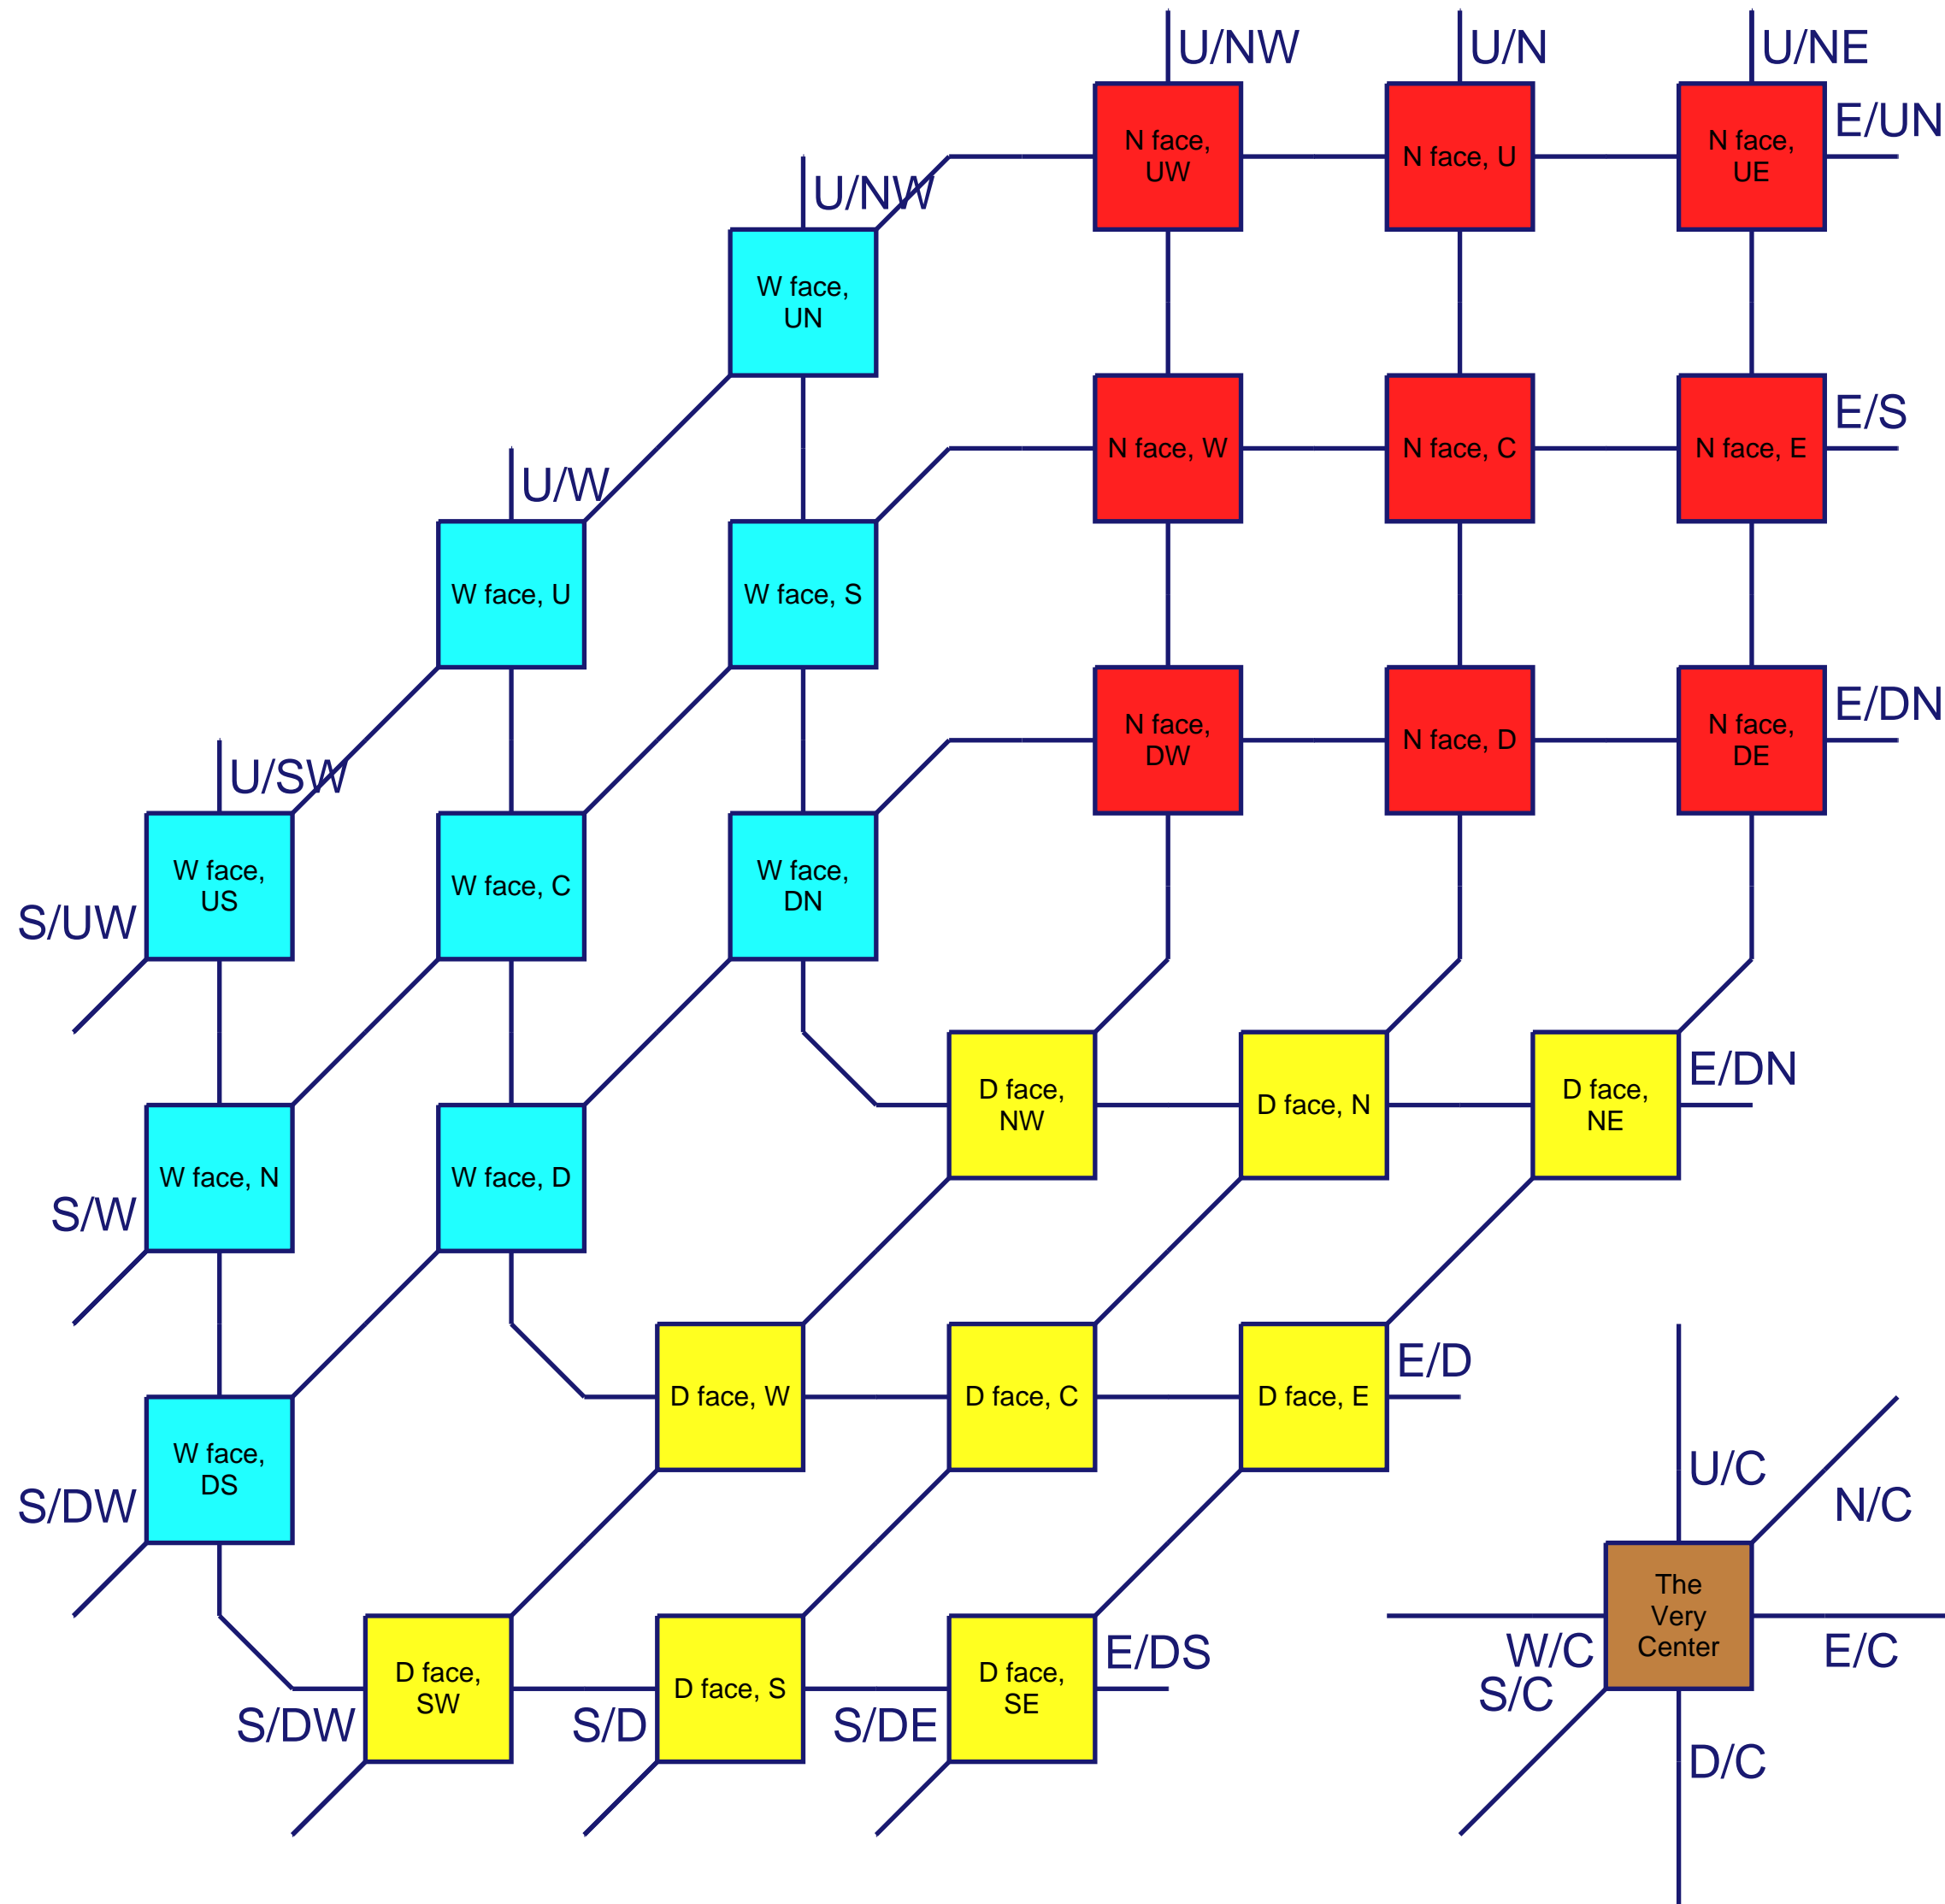 U/NW
U/N
U/NE
N face,
UW
N face, U
N face,
UE
E/UN
U/NW
W face,
UN
N face, W
N face, C
N face, E
E/S
U/W
W face, U
W face, S
N face,
DW
N face, D
N face,
DE
E/DN
U/SW
W face,
US
S/UW
W face, C
W face,
DN
D face,
NW
D face, N
D face,
NE
E/DN
W face, N
S/W
W face, D
D face, W
D face, C
D face, E
E/D
W face,
DS
S/DW
U/C
N/C
The
Very
Center
W/C
E/C
S/C
D/C
D face,
SW
S/DW
D face, S
S/D
D face,
SE
S/DE
E/DS